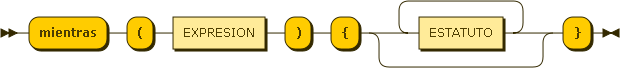 mientras ( EXPRESION ) { ESTATUTO }